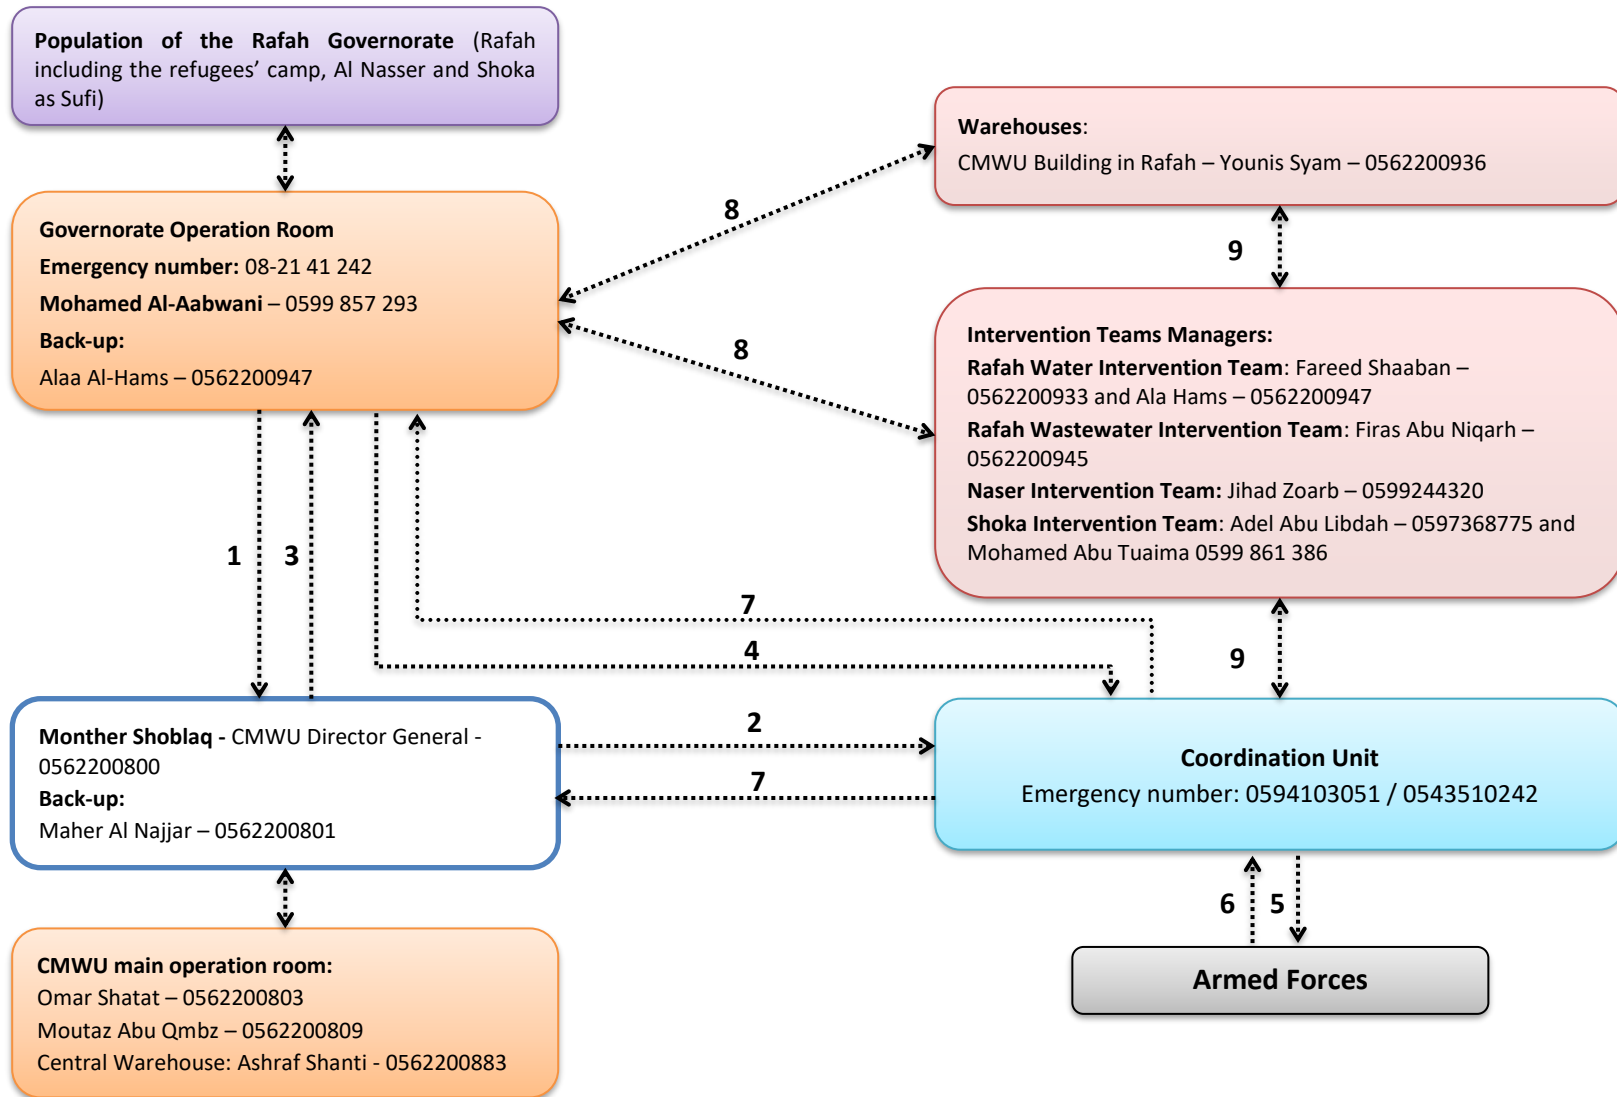 Population of the Rafah Governorate (Rafah
including the refugees’ camp, Al Nasser and Shoka
as Sufi)
Governorate Operation Room
Emergency number: 08-21 41 242
Mohamed Al-Aabwani – 0599 857 293
Back-up:
Alaa Al-Hams – 0562200947
Warehouses:
CMWU Building in Rafah – Younis Syam – 0562200936
8
9
8
Intervention Teams Managers:
Rafah Water Intervention Team: Fareed Shaaban –
0562200933 and Ala Hams – 0562200947
Rafah Wastewater Intervention Team: Firas Abu Niqarh –
0562200945
Naser Intervention Team: Jihad Zoarb – 0599244320
Shoka Intervention Team: Adel Abu Libdah – 0597368775 and
Mohamed Abu Tuaima 0599 861 386
1
3
7
4
9
Monther Shoblaq - CMWU Director General -
0562200800
Back-up:
Maher Al Najjar – 0562200801
2
7
Coordination Unit
Emergency number: 0594103051 / 0543510242
6
5
Armed Forces
CMWU main operation room:
Omar Shatat – 0562200803
Moutaz Abu Qmbz – 0562200809
Central Warehouse: Ashraf Shanti - 0562200883